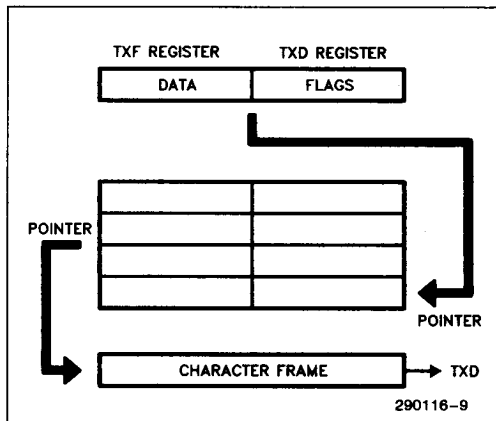 TXF REGISTER TXD REGISTER
DATA FLAGS
POINTER
POINTER
CHARACTER FRAME TXD
290116-9